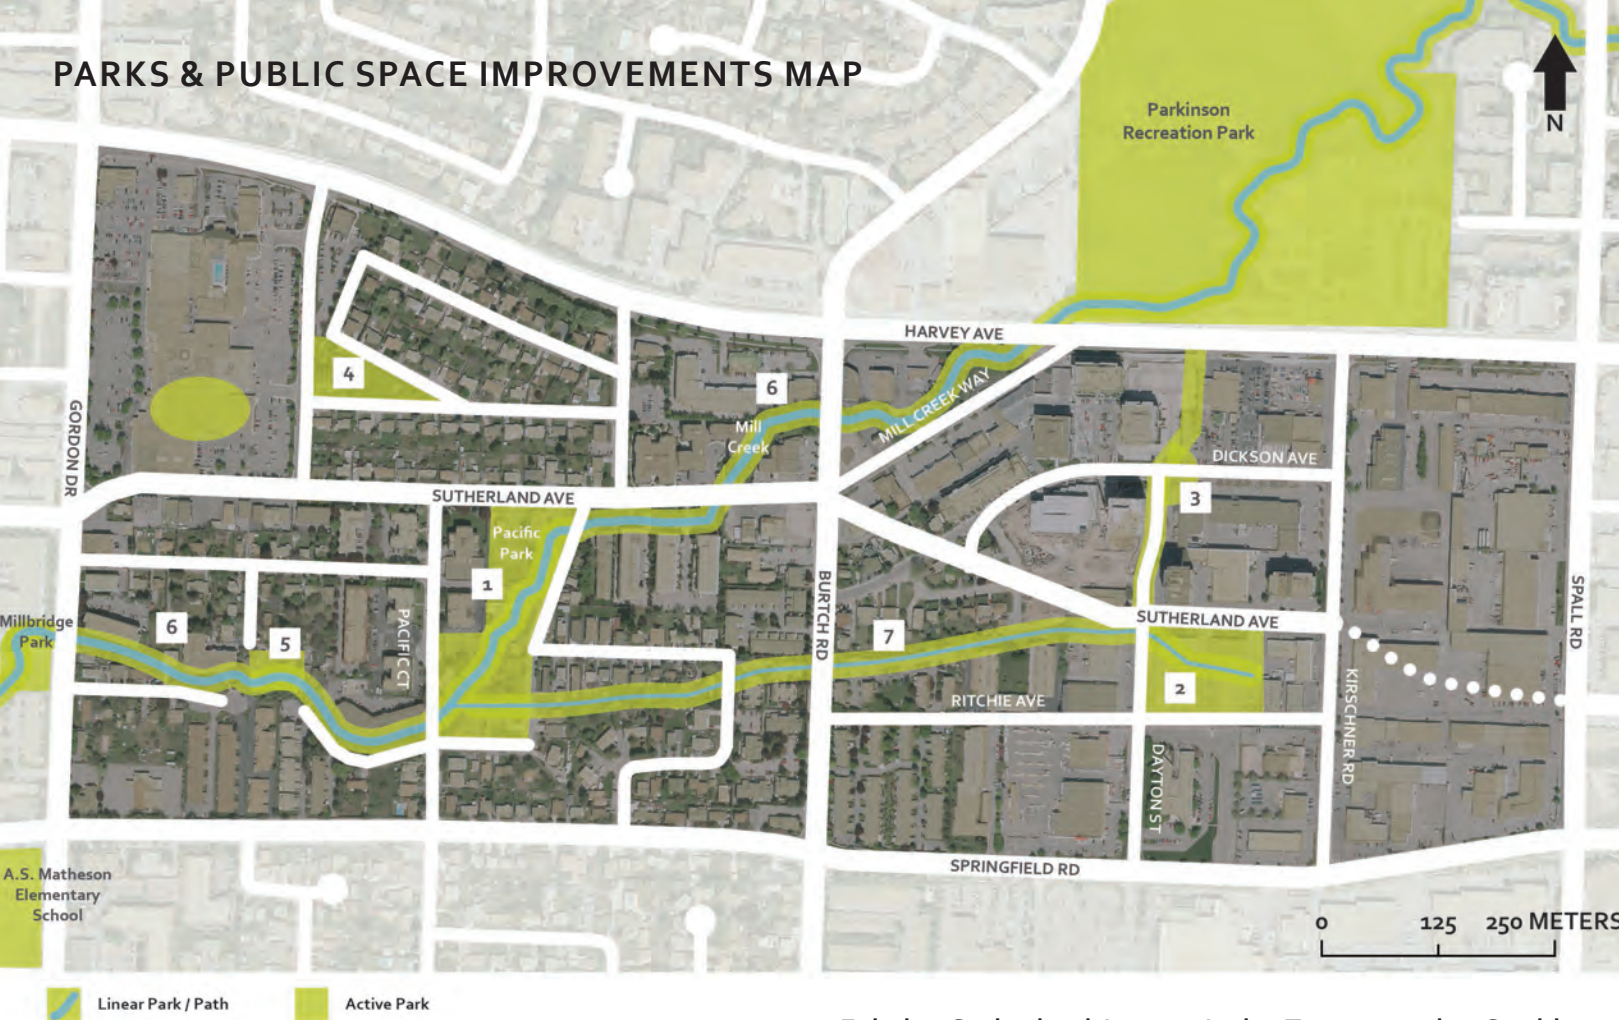 PARKS & PUBLIC SPACE IMPROVEMENTS MAP
Parkinson
Recreation Park
N
HARVEY AVE
4
6
Mill
Creek
MILL CREEK WAY
GORDON DR
DICKSON AVE
SUTHERLAND AVE
3
Pacific
Park
1
BURTCH RD
SPALL RD
Millbridge
Park
6
5
PACIFIC CT
7
SUTHERLAND AVE
2
RITCHIE AVE
KIRSCHNER RD
DAYTON ST
SPRINGFIELD RD
A.S. Matheson
Elementary
School
0 125 250 METERS
Linear Park / Path
Active Park